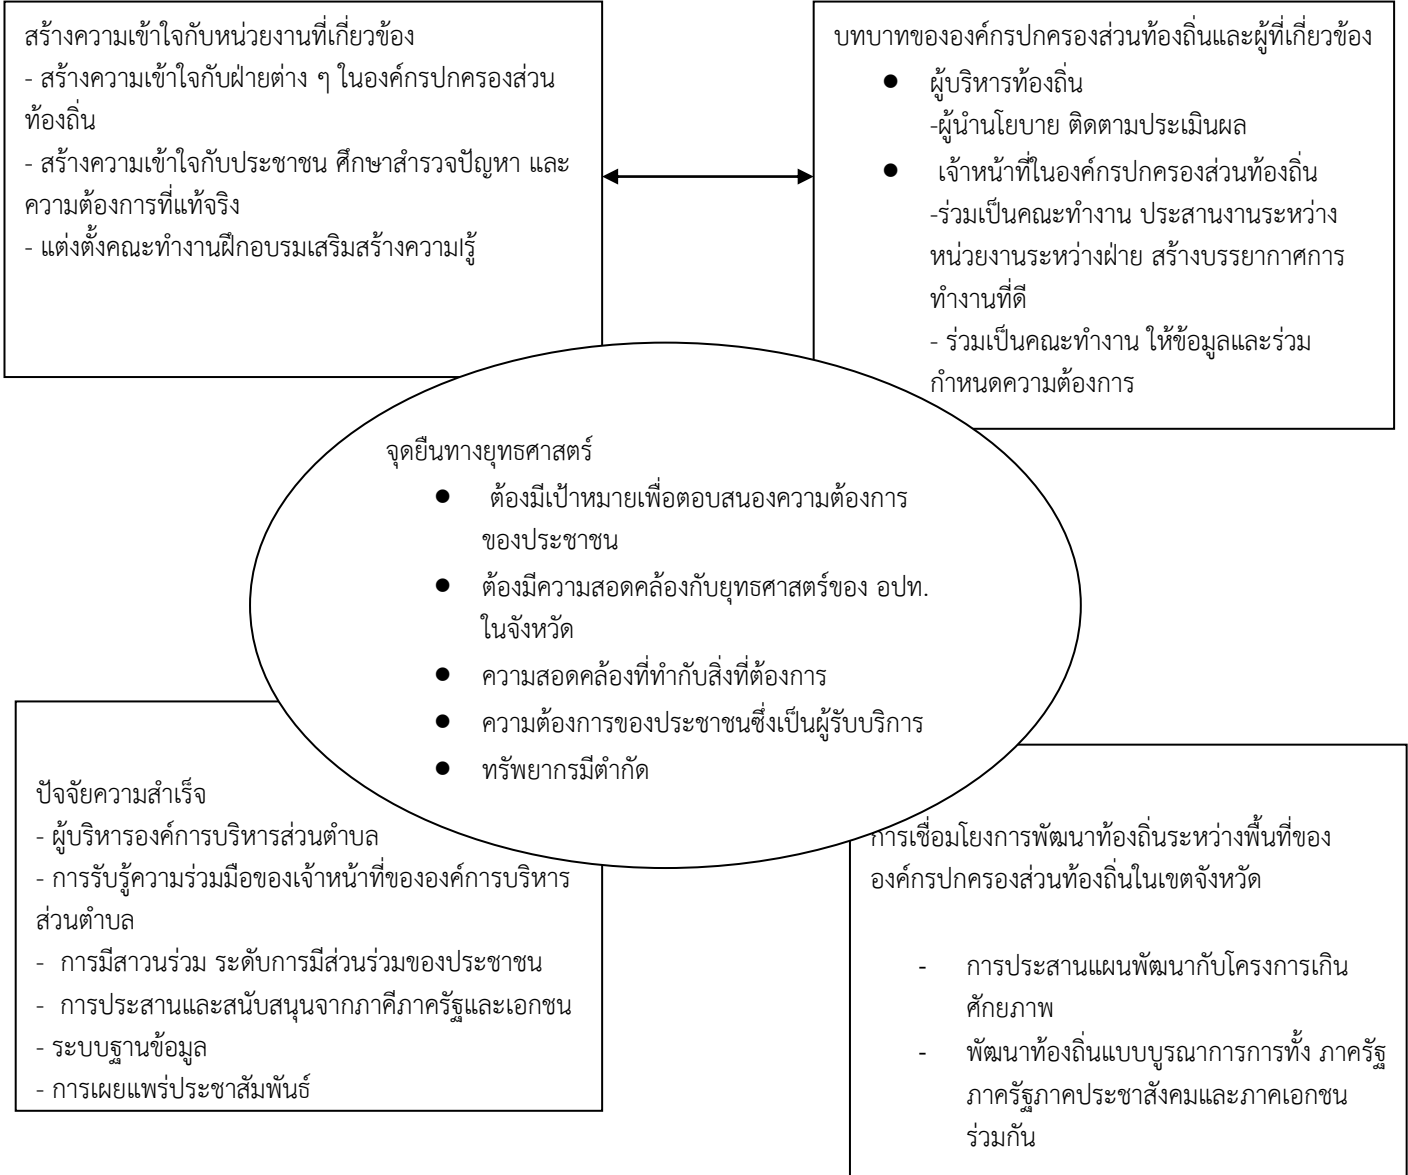 สร้างความเข้าใจกับหน่วยงานที่เกี่ยวข้อง
- สร้างความเข้าใจกับฝ่ายต่าง ๆ ในองค์กรปกครองส่วน
ท้องถิ่น
- สร้างความเข้าใจกับประชาชน ศึกษาสำรวจปัญหา และ
ความต้องการที่แท้จริง
- แต่งตั้งคณะทำงานฝึกอบรมเสริมสร้างความเรู้
บทบาทขององค์กรปกครองส่วนท้องถิ่นและผู้ที่เกี่ยวข้อง
● ผู้บริหารท้องถิ่น
-ผู้นำนโยบาย ติดตามประเมินผล
● เจ้าหน้าที่ในองค์กรปกครองส่วนท้องถิ่น
-ร่วมเป็นคณะทำงาน ประสานงานระหว่าง
หน่วยงานระหว่างฝ่าย สร้างบรรยากาศการ
ทำงานที่ดี
- ร่วมเป็นคณะทำงาน ให้ข้อมูลและร่วม
กำหนดความต้องการ
จุดยืนทางยุทธศาสตร์
● ต้องมีเป้าหมายเพื่อตอบสนองความต้องการ
ของประชาชน
● ต้องมีความสอดคล้องกับยุทธศาสตร์ของ อปท.
ในจังหวัด
● ความสอดคล้องที่ทำกับสิ่งที่ต้องการ
● ความต้องการของประชาชนซึ่งเป็นผู้รับบริการ
● ทรัพยากรมีตำกัด
ปัจจัยความสำเร็จ
- ผู้บริหารองค์การบริหารส่วนตำบล
- การรับรู้ความร่วมมือของเจ้าหน้าที่ขององค์การบริหาร
ส่วนตำบล
- การมีสาวนร่วม ระดับการมีส่วนร่วมของประชาชน
- การประสานและสนับสนุนจากภาคีภาครัฐและเอกชน
- ระบบฐานข้อมูล
- การเผยแพร่ประชาสัมพันธ์
การเชื่อมโยงการพัฒนาท้องถิ่นระหว่างพื้นที่ของ
องค์กรปกครองส่วนท้องถิ่นในเขตจังหวัด
- การประสานแผนพัฒนากับโครงการเกิน
ศักยภาพ
- พัฒนาท้องถิ่นแบบบูรณาการการทั้ง ภาครัฐ
ภาครัฐภาคประชาสังคมและภาคเอกชน
ร่วมกัน